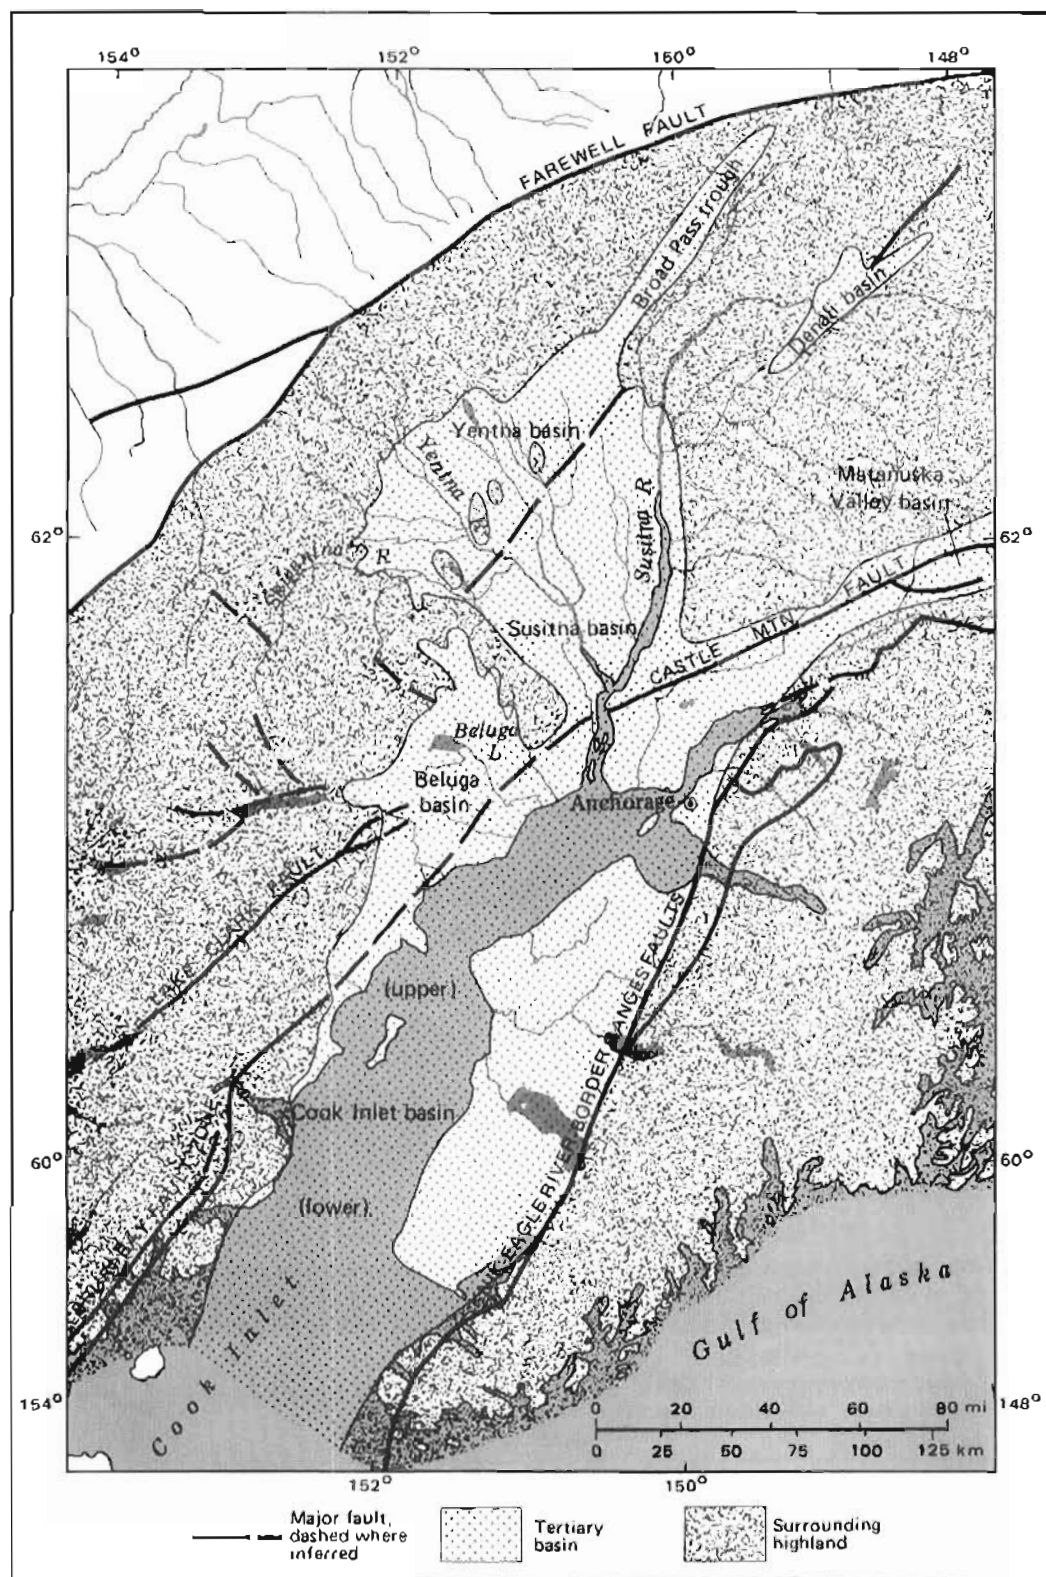 154°
152°
160°
148°
FAREWELL FAULT
Broad Pass trough
Denali basin
Yentna basin
Yentna
R
Matanuska
Valley basin
62°
62°
Susitna R
R
Susitna basin
CASTLE MTN FAULT
Beluga
L
Beluga
basin
Anchorage
LAKE CLARK FAULT
(upper)
EAGLE RIVER BORDER RANGES FAULTS
Cook Inlet basin
60°
60°
(lower)
Cook Inlet
Gulf of Alaska
154°
148°
0 20 40 60 80 mi
0 25 50 75 100 125 km
152°
150°
Major fault,
dashed where
inferred
Tertiary
basin
Surrounding
highland